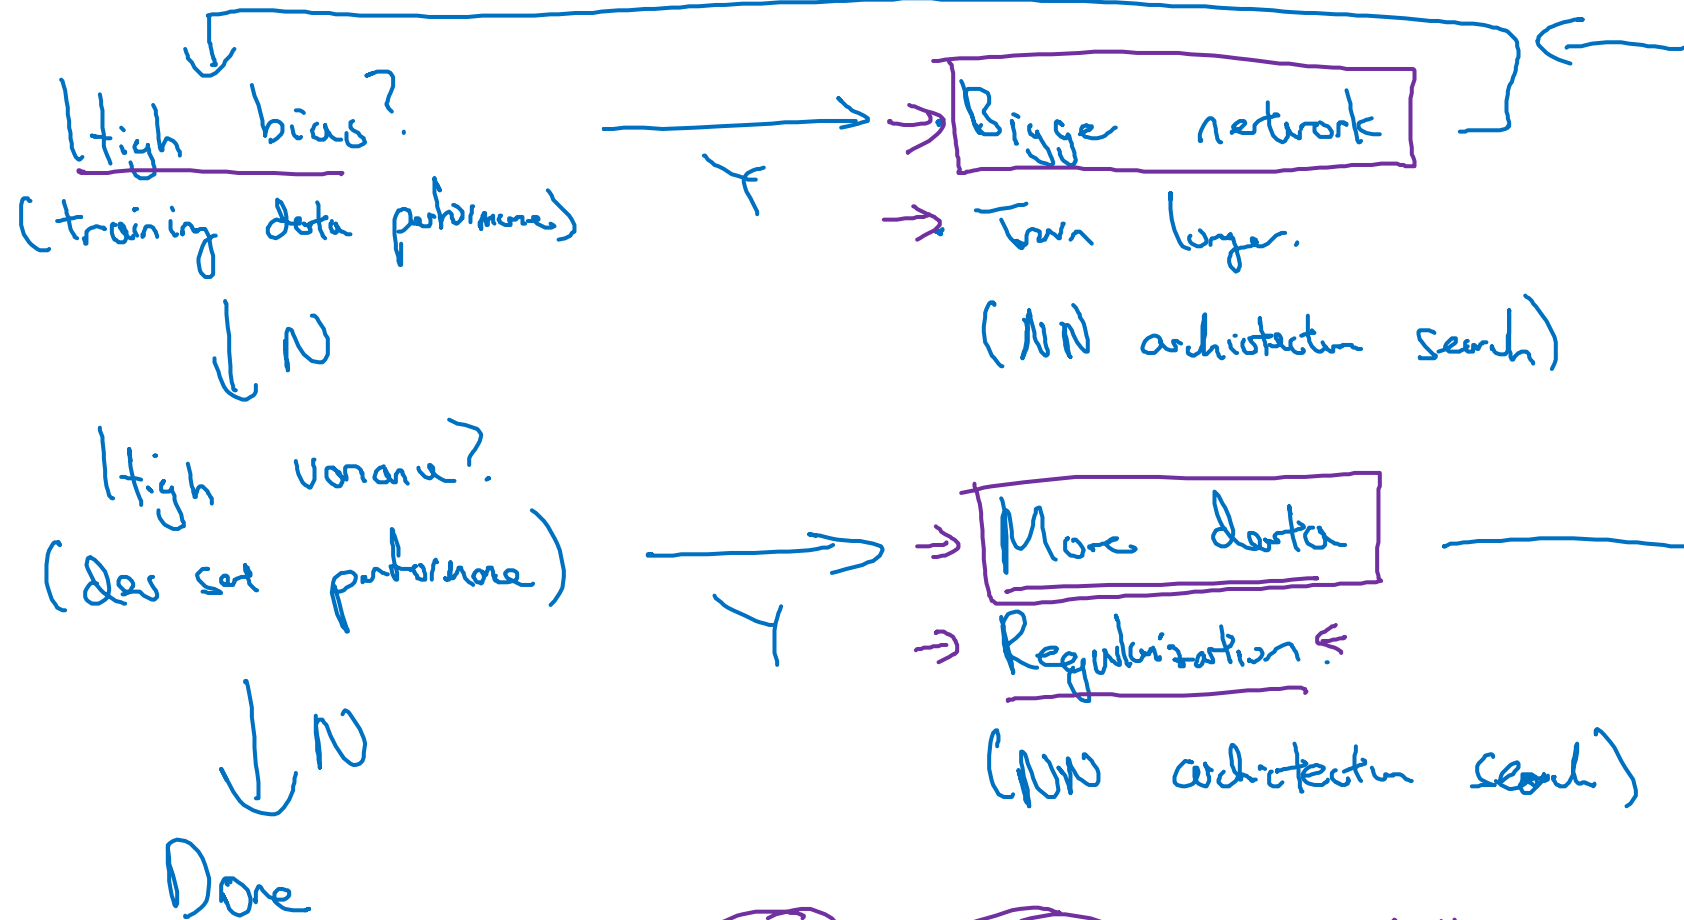 High bias?
Y
Bigger network
(training data performance)
Train longer.
N
(NN architecture search)
High variance?
(dev set performance)
Y
More data
Regularization.
N
(NN architecture search)
Done